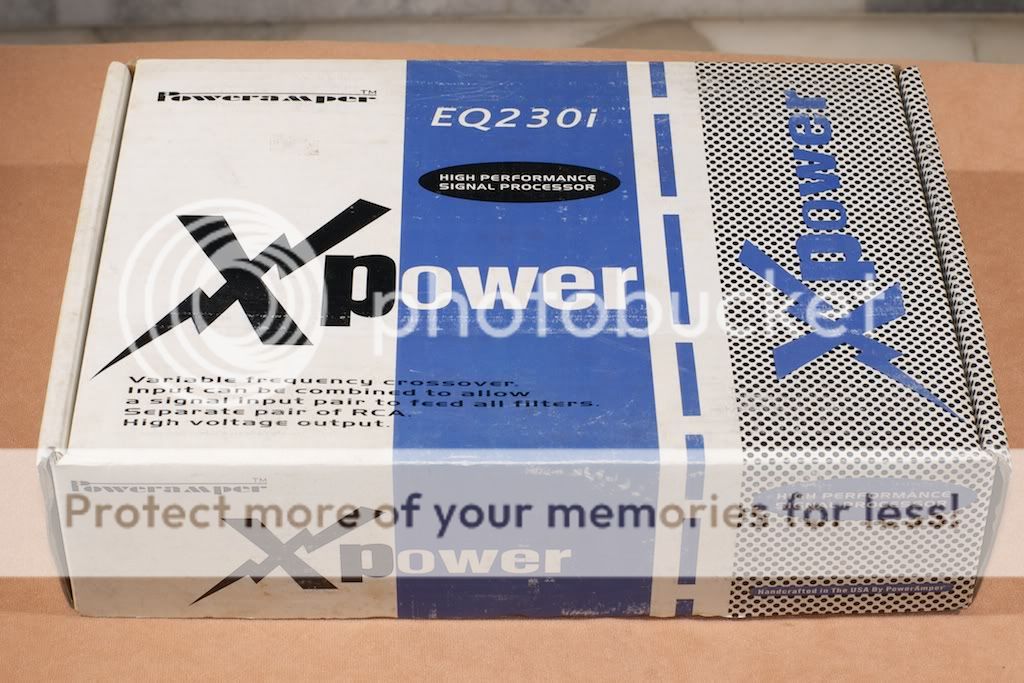 Poweramper™
EQ230i
HIGH PERFORMANCE
SIGNAL PROCESSOR
Xpower
Xpower
photobucket
Variable frequency crossover.
Input can be combined to allow
a signal input pair to feed all filters.
Separate pair of RCA.
High voltage output.
Poweramper™
HIGH PERFORMANCE
SIGNAL PROCESSOR
Protect more of your memories for less!
Xpower
Handcrafted in The USA By PowerAmper